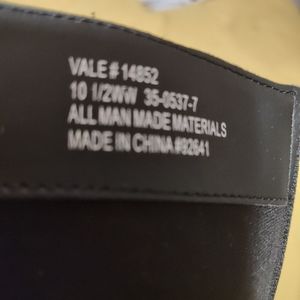 VALE # 14852
10 1/2WW 35-0537-7
ALL MAN MADE MATERIALS
MADE IN CHINA #92641